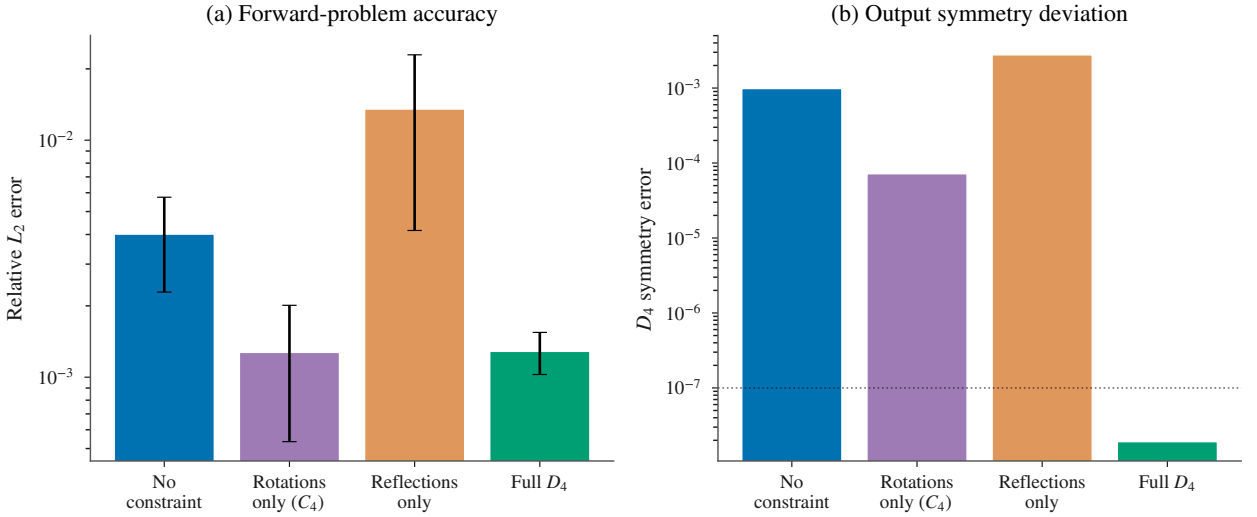 (a) Forward-problem accuracy
Relative L₂ error
10⁻²
10⁻³
No
constraint
Rotations
only (C₄)
Reflections
only
Full D₄
(b) Output symmetry deviation
D₄ symmetry error
10⁻³
10⁻⁴
10⁻⁵
10⁻⁶
10⁻⁷
No
constraint
Rotations
only (C₄)
Reflections
only
Full D₄